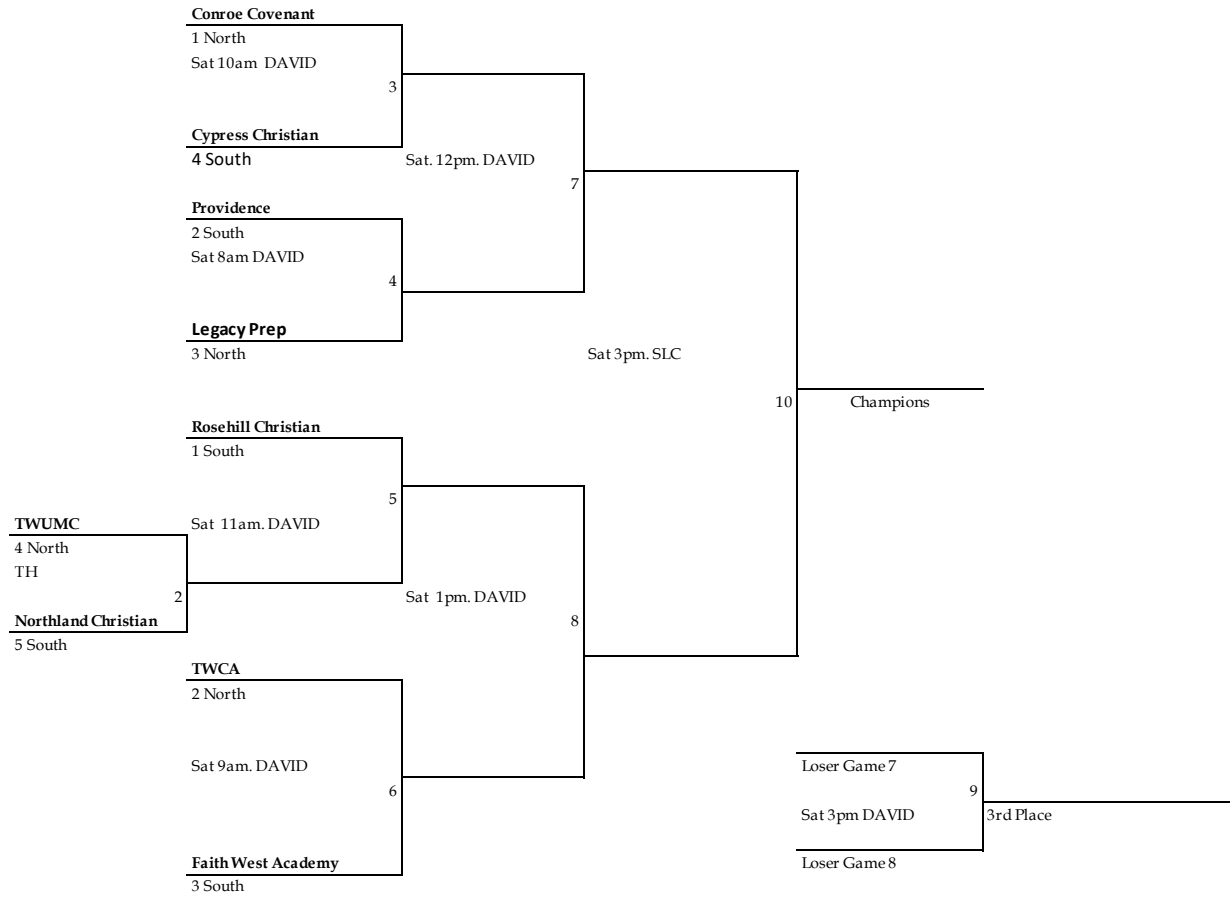 Conroe Covenant
1 North
Sat 10am  DAVID
3
Cypress Christian
4 South
Sat. 12pm. DAVID
7
Providence
2 South
Sat 8am DAVID
4
Legacy Prep
3 North
Sat 3pm. SLC
10
Champions
Rosehill Christian
1 South
5
Sat  11am. DAVID
TWUMC
4 North
TH
2
Northland Christian
5 South
Sat  1pm. DAVID
8
TWCA
2 North
Sat 9am. DAVID
6
Faith West Academy
3 South
Loser Game 7
9
Sat 3pm DAVID
3rd Place
Loser Game 8